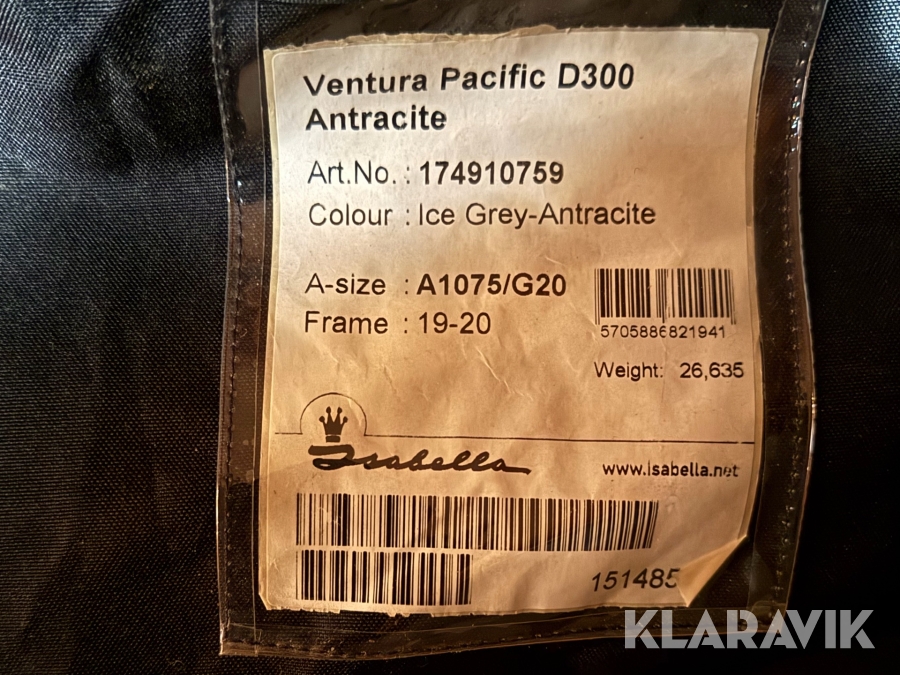 Ventura Pacific D300
Antracite
Art.No. : 174910759
Colour : Ice Grey-Antracite
A-size : A1075/G20
Frame : 19-20
5705886821941
Weight: 26,635
Isabella
www.isabella.net
151485
KLARAVIK